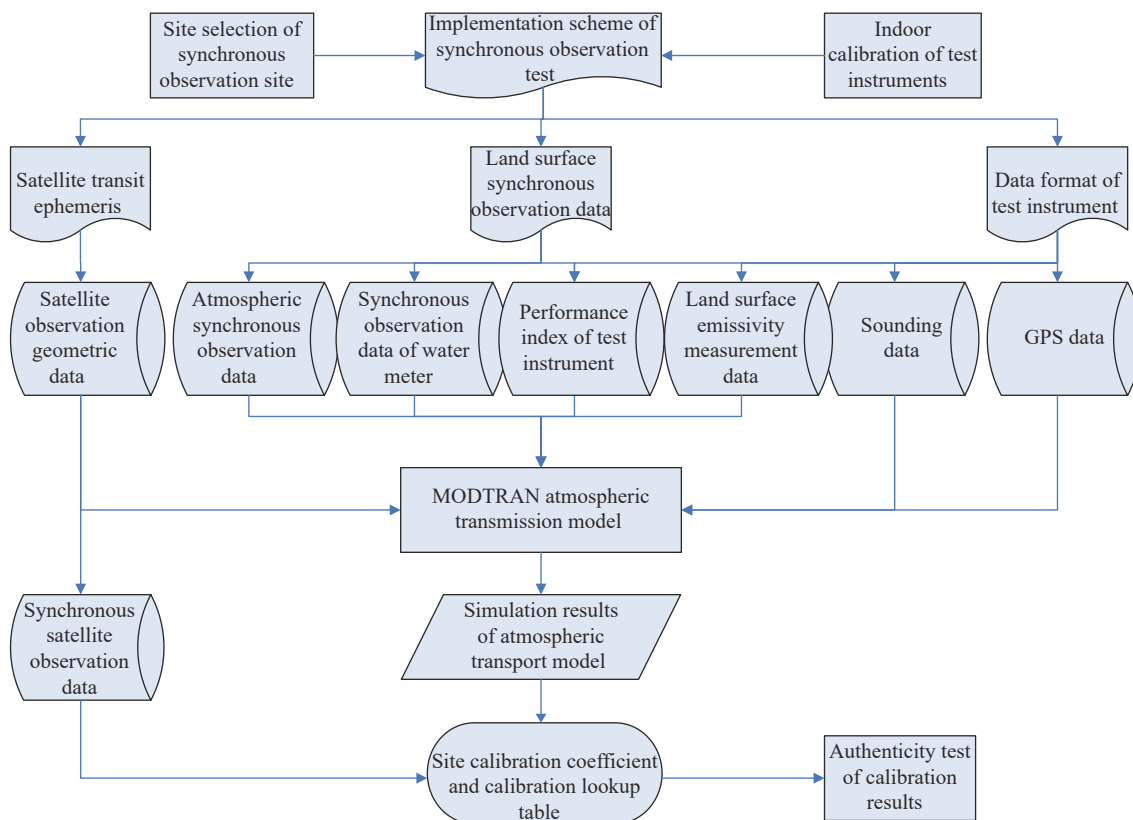 Site selection of
synchronous
observation site
Implementation scheme of
synchronous observation
test
Indoor
calibration of test
instruments
Satellite transit
ephemeris
Land surface
synchronous
observation data
Data format of
test instrument
Satellite
observation
geometric
data
Atmospheric
synchronous
observation
data
Synchronous
observation
data of water
meter
Performance
index of test
instrument
Land surface
emissivity
measurement
data
Sounding
data
GPS data
MODTRAN atmospheric
transmission model
Synchronous
satellite
observation
data
Simulation results
of atmospheric
transport model
Site calibration coefficient
and calibration lookup
table
Authenticity test
of calibration
results